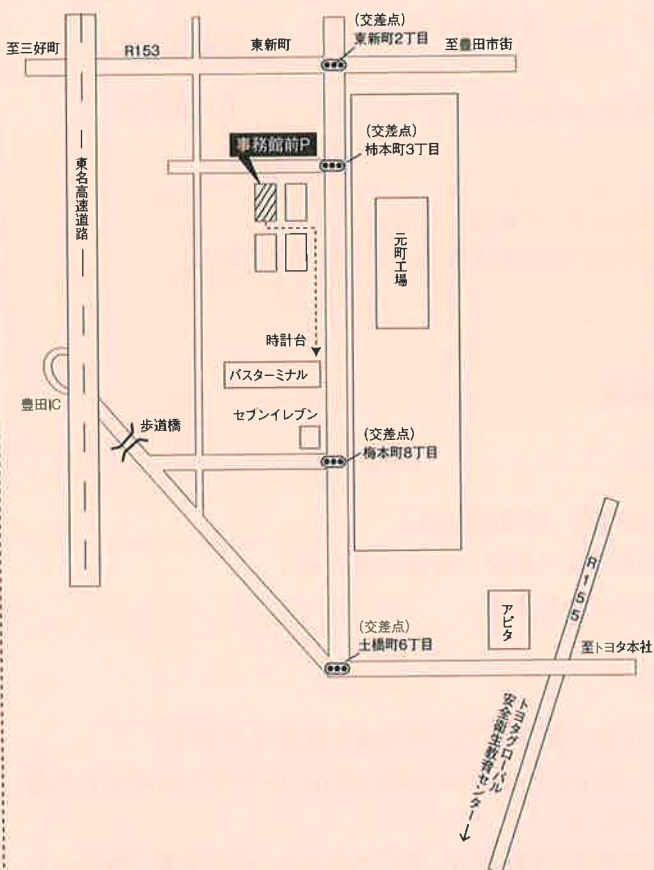 (交差点)
東新町2丁目
至三好町
R153
東新町
至豊田市街
事務館前P
(交差点)
柿本町3丁目
東名高速道路
元町工場
時計台
バスターミナル
豊田IC
セブンイレブン
歩道橋
(交差点)
梅本町8丁目
R155
アピタ
(交差点)
土橋町6丁目
至トヨタ本社
トヨタグローバル
安全衛生教育センター